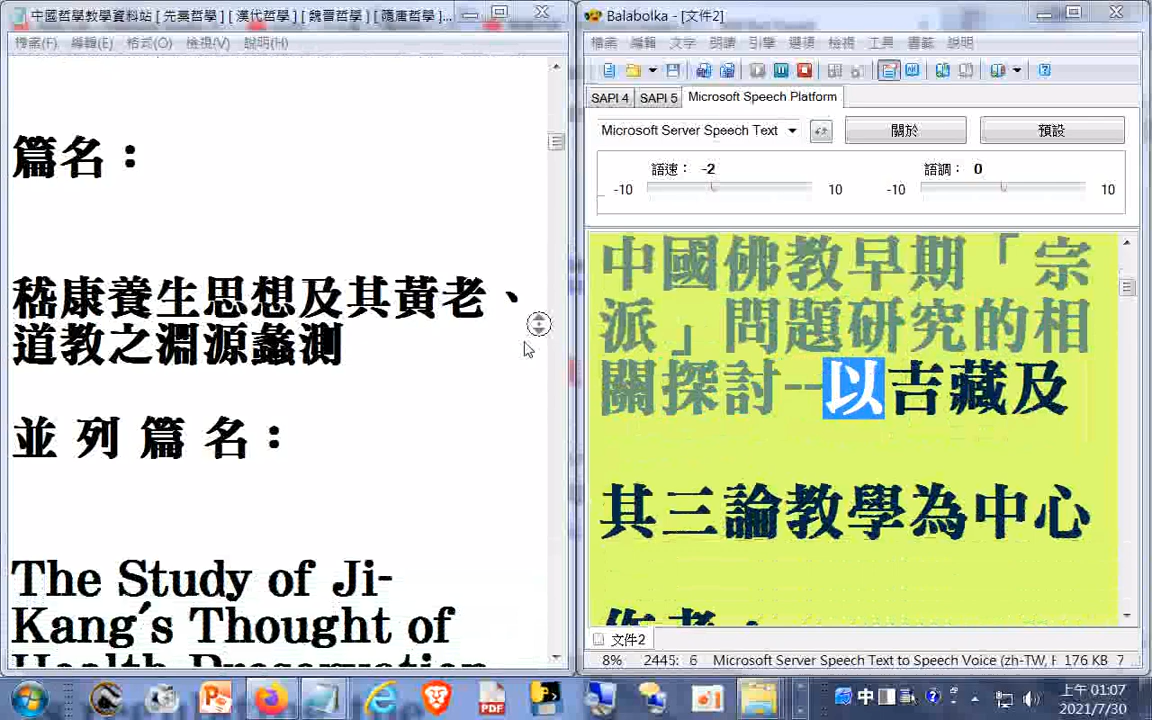 中國哲學教學資料站 [ 先秦哲學 ] [ 漢代哲學 ] [ 魏晉哲學 ] [ 隋唐哲學 ]...
檔案(F) 編輯(E) 格式(O) 檢視(V) 說明(H)
篇名：
嵇康養生思想及其黃老、
道教之淵源蠡測
並 列 篇 名：
The Study of Ji-
Kang's Thought of
Health Preservation
Balabolka - [文件2]
檔案 編輯 文字 朗讀 引擎 選項 檢視 工具 書籤 說明
SAPI 4 SAPI 5 Microsoft Speech Platform
Microsoft Server Speech Text 關於 預設
語速： -2 語調： 0
-10 10 -10 10
中國佛教早期「宗
派」問題研究的相
關探討--以吉藏及
其三論教學為中心
作者：
文件2
8% 2445: 6 Microsoft Server Speech Text to Speech Voice (zh-TW, H 176 KB 7
PDF 中 上午 01:07
2021/7/30